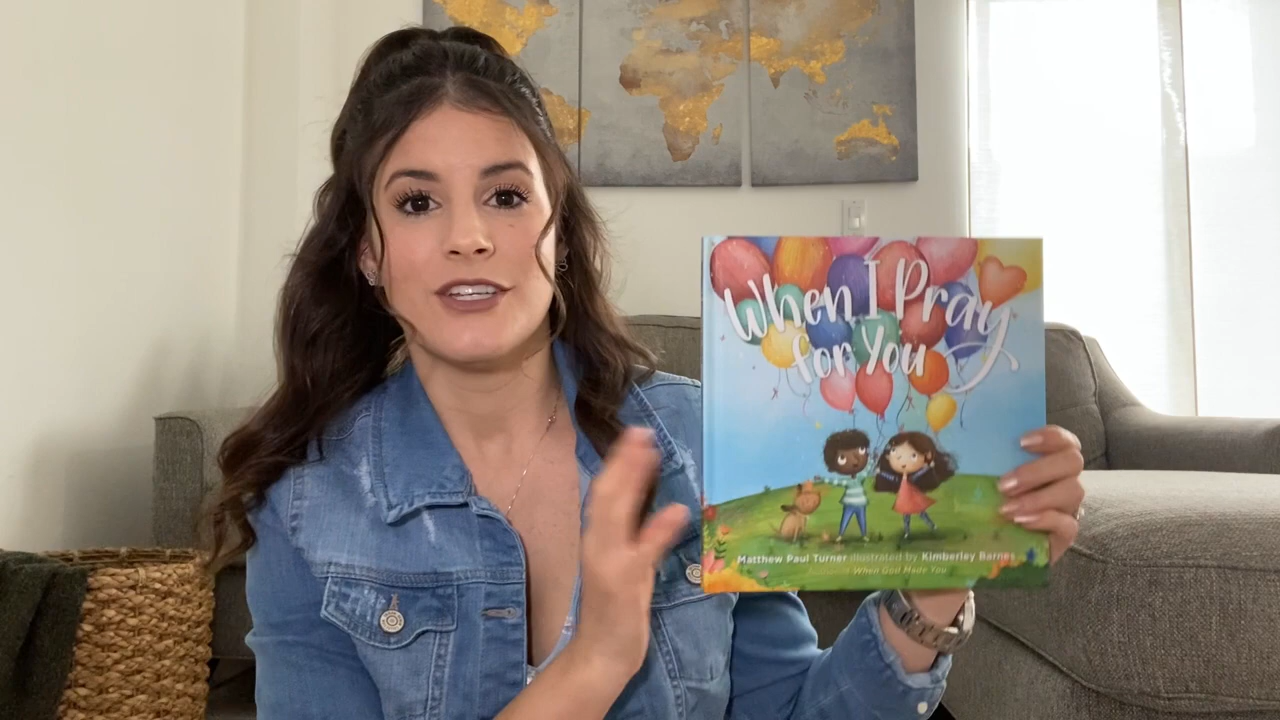 When I Pray
for You
Matthew Paul Turner illustrated by Kimberley Barnes
When God Made You